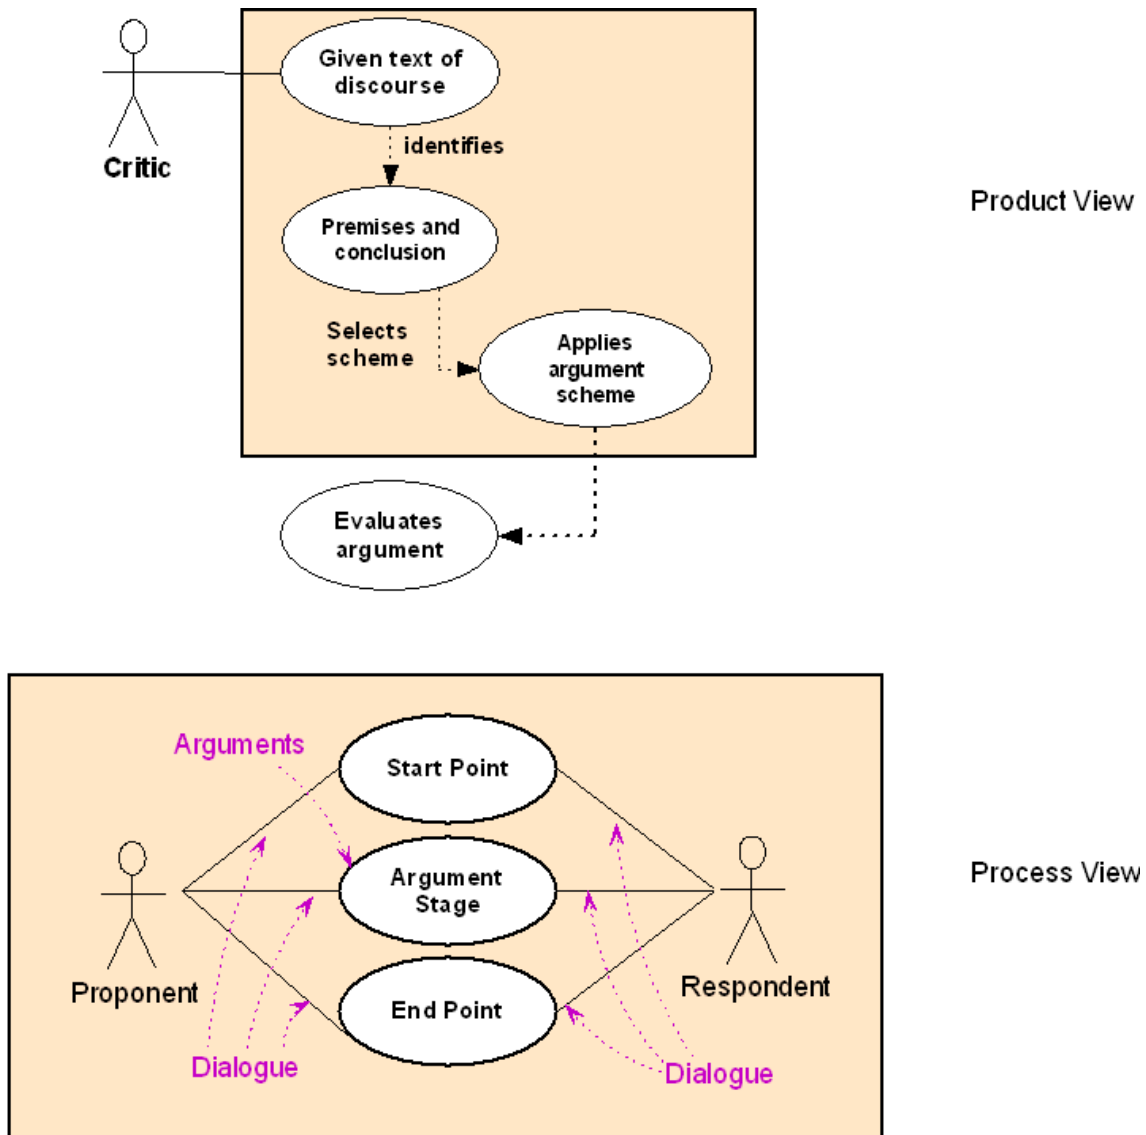 Given text of
discourse
identifies
Critic
Premises and
conclusion
Product View
Selects
scheme
Applies
argument
scheme
Evaluates
argument
Arguments
Start Point
Argument
Stage
Process View
Proponent
Respondent
End Point
Dialogue
Dialogue